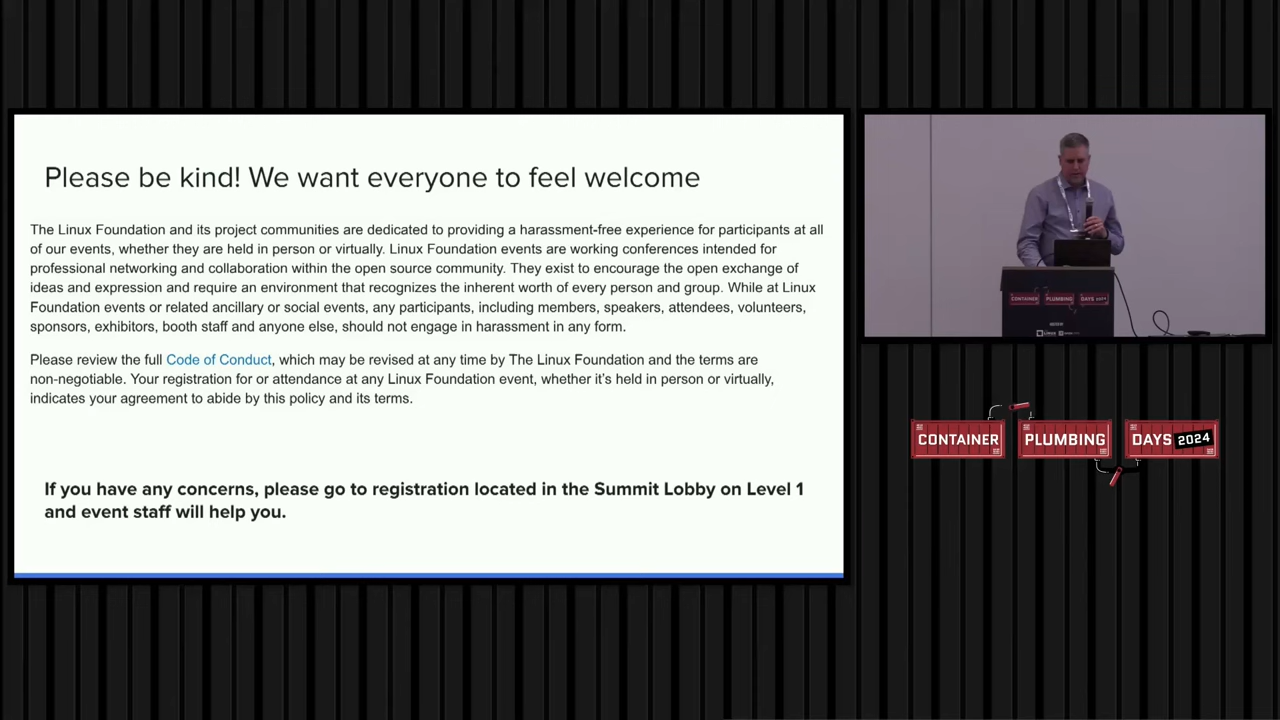 Please be kind! We want everyone to feel welcome
The Linux Foundation and its project communities are dedicated to providing a harassment-free experience for participants at all
of our events, whether they are held in person or virtually. Linux Foundation events are working conferences intended for
professional networking and collaboration within the open source community. They exist to encourage the open exchange of
ideas and expression and require an environment that recognizes the inherent worth of every person and group. While at Linux
Foundation events or related ancillary or social events, any participants, including members, speakers, attendees, volunteers,
sponsors, exhibitors, booth staff and anyone else, should not engage in harassment in any form.
Please review the full Code of Conduct, which may be revised at any time by The Linux Foundation and the terms are
non-negotiable. Your registration for or attendance at any Linux Foundation event, whether it's held in person or virtually,
indicates your agreement to abide by this policy and its terms.
If you have any concerns, please go to registration located in the Summit Lobby on Level 1
and event staff will help you.
CONTAINER PLUMBING DAYS 2024
CONTAINER PLUMBING DAYS 2024